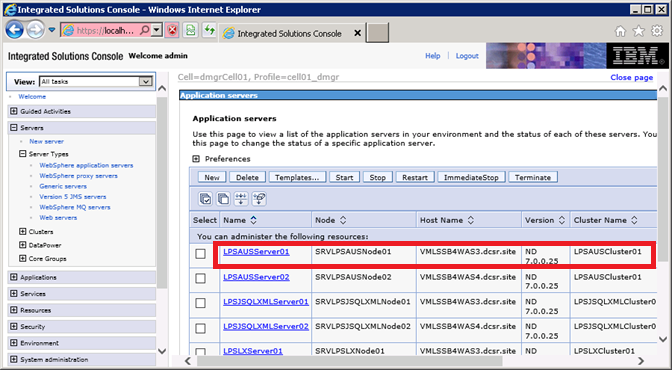 Integrated Solutions Console - Windows Internet Explorer
https://localh...
Integrated Solutions Console
Integrated Solutions Console Welcome admin
Help | Logout
IBM
View: All tasks
Cell=dmgrCell01, Profile=cell01_dmgr
Close page
Welcome
Guided Activities
Servers
New server
Server Types
WebSphere application servers
WebSphere proxy servers
Generic servers
Version 5 JMS servers
WebSphere MQ servers
Web servers
Clusters
DataPower
Core Groups
Applications
Services
Resources
Security
Environment
System administration
Application servers
Application servers
Use this page to view a list of the application servers in your environment and the status of each of these servers. You
this page to change the status of a specific application server.
Preferences
New Delete Templates... Start Stop Restart ImmediateStop Terminate
Select Name Node Host Name Version Cluster Name
You can administer the following resources:
LPSAUSServer01 SRVLPSAUSNode01 VMLSSB4WAS3.dcsr.site ND 7.0.0.25 LPSAUSCluster01
LPSAUSServer02 SRVLPSAUSNode02 VMLSSB4WAS4.dcsr.site ND 7.0.0.25 LPSAUSCluster01
LPSJSQLXMLServer01 SRVLPSJSQLXMLNode01 VMLSSB4WAS3.dcsr.site ND 7.0.0.25 LPSJSQLXMLCluster0
LPSJSQLXMLServer02 SRVLPSJSQLXMLNode02 VMLSSB4WAS4.dcsr.site ND 7.0.0.25 LPSJSQLXMLCluster0
LPSLXServer01 SRVLPSLXNode01 VMLSSB4WAS3.dcsr.site ND LPSLXCluster01